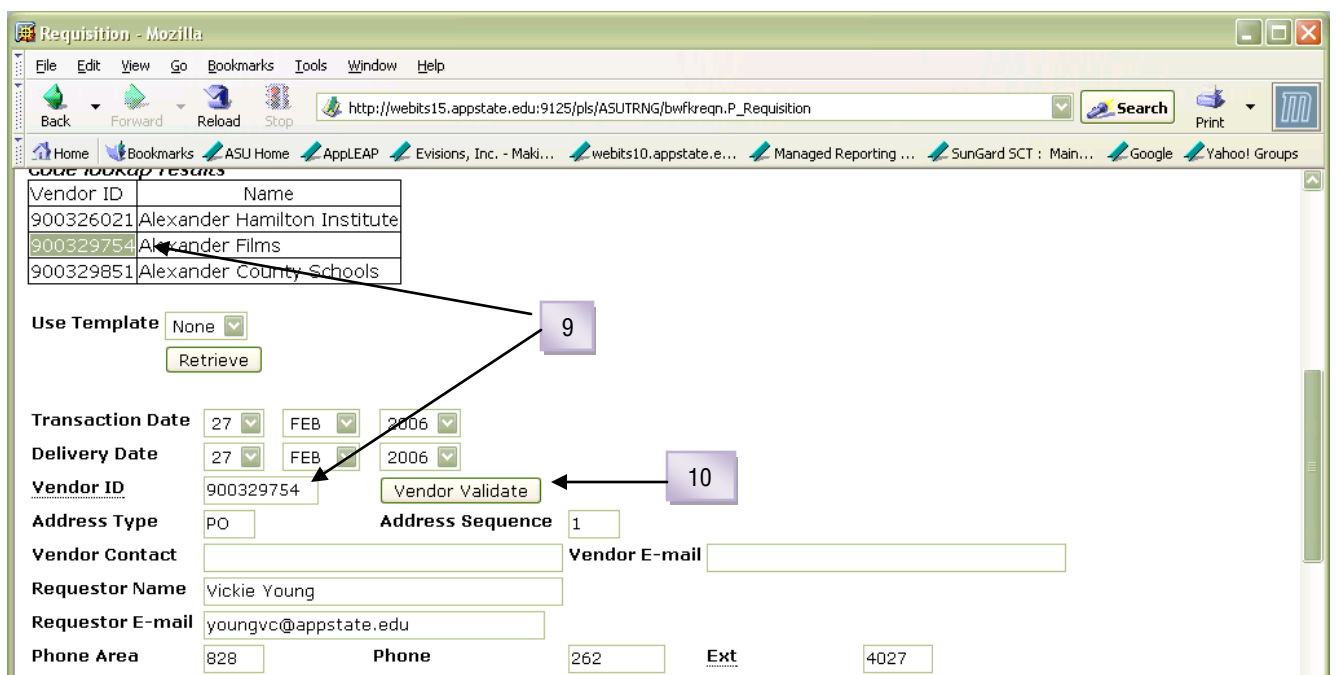 Requisition - Mozilla
File Edit View Go Bookmarks Tools Window Help
Back Forward Reload Stop http://webits15.appstate.edu:9125/pls/ASUTRNG/bwfkreqn.P_Requisition Search Print
Home Bookmarks ASU Home AppLEAP Evisions, Inc. - Maki... webits10.appstate.e... Managed Reporting ... SunGard SCT : Main... Google Yahoo! Groups
Code lookup results
Vendor ID Name
900326021 Alexander Hamilton Institute
900329754 Alexander Films
900329851 Alexander County Schools
9
Use Template None
Retrieve
Transaction Date 27 FEB 2006
Delivery Date 27 FEB 2006
10
Vendor ID 900329754 Vendor Validate
Address Type PO Address Sequence 1
Vendor Contact Vendor E-mail
Requestor Name Vickie Young
Requestor E-mail youngvc@appstate.edu
Phone Area 828 Phone 262 Ext 4027